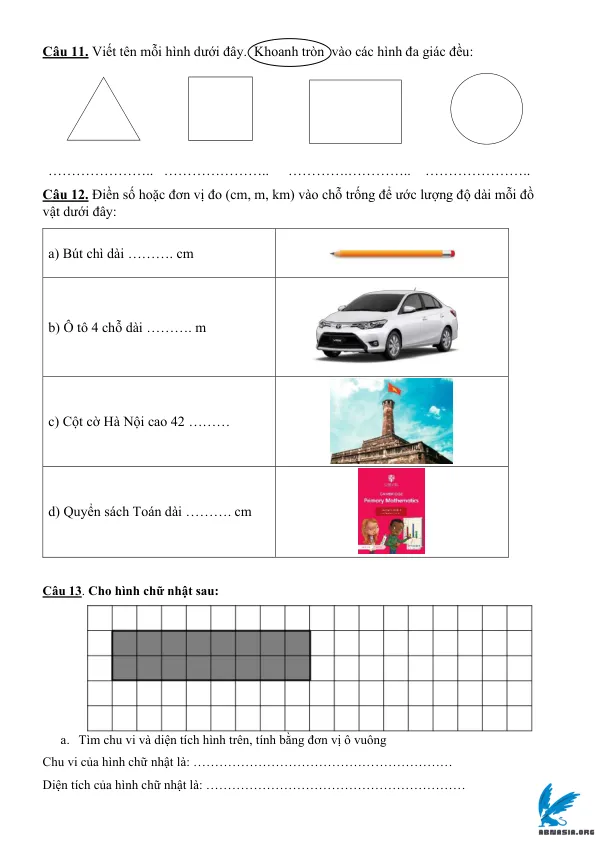 Câu 11. Viết tên mỗi hình dưới đây. Khoanh tròn vào các hình đa giác đều:
………………….. ………………….. …………………….. …………………..
Câu 12. Điền số hoặc đơn vị đo (cm, m, km) vào chỗ trống để ước lượng độ dài mỗi đồ
vật dưới đây:
a) Bút chì dài ………. cm
b) Ô tô 4 chỗ dài ………. m
c) Cột cờ Hà Nội cao 42 ………
Primary Mathematics
d) Quyển sách Toán dài ………. cm
Câu 13. Cho hình chữ nhật sau:
a. Tìm chu vi và diện tích hình trên, tính bằng đơn vị ô vuông
Chu vi của hình chữ nhật là: ……………………………………………………
Diện tích của hình chữ nhật là: ……………………………………………………
ABNASIA.ORG